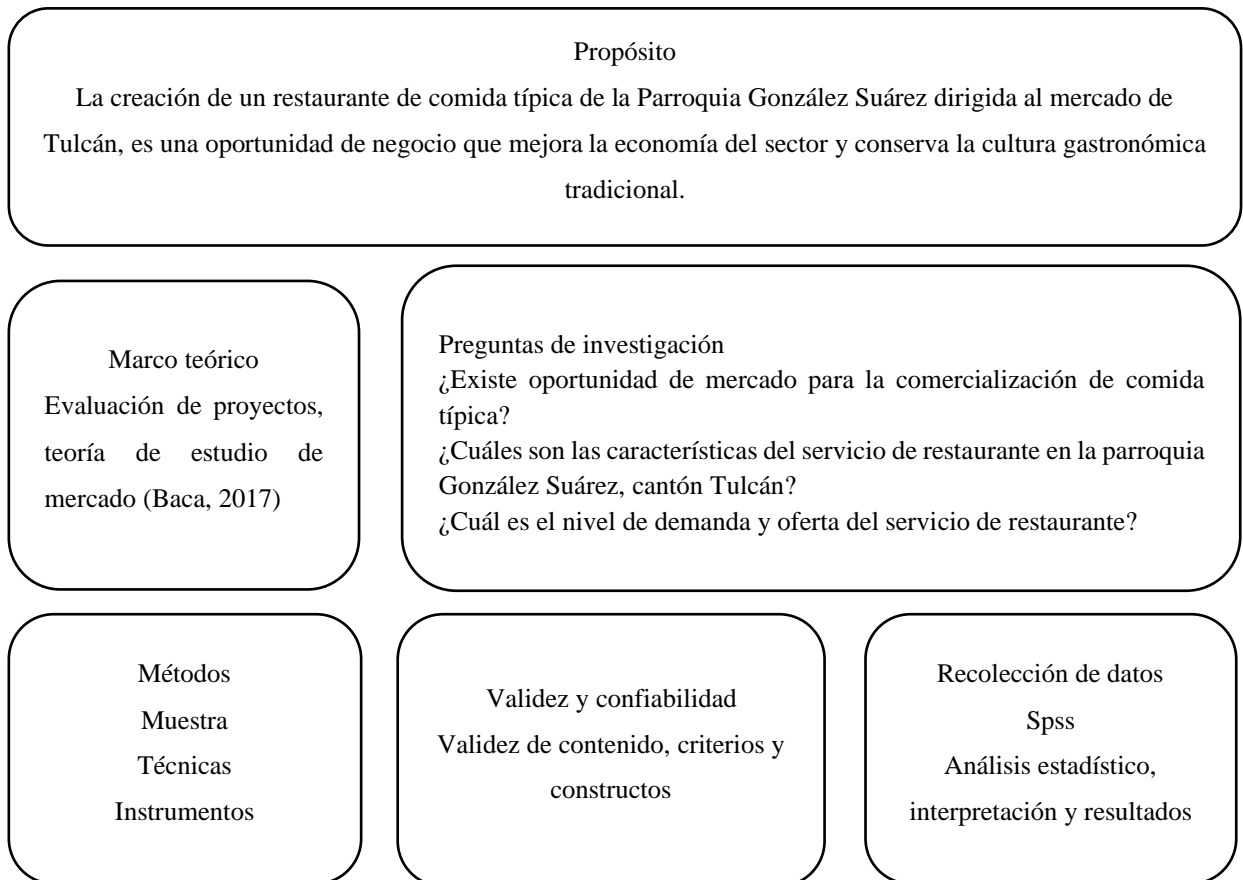 Propósito
La creación de un restaurante de comida típica de la Parroquia González Suárez dirigida al mercado de
Tulcán, es una oportunidad de negocio que mejora la economía del sector y conserva la cultura gastronómica
tradicional.
Marco teórico
Evaluación de proyectos,
teoría de estudio de
mercado (Baca, 2017)
Preguntas de investigación
¿Existe oportunidad de mercado para la comercialización de comida
típica?
¿Cuáles son las características del servicio de restaurante en la parroquia
González Suárez, cantón Tulcán?
¿Cuál es el nivel de demanda y oferta del servicio de restaurante?
Métodos
Muestra
Técnicas
Instrumentos
Validez y confiabilidad
Validez de contenido, criterios y
constructos
Recolección de datos
Spss
Análisis estadístico,
interpretación y resultados